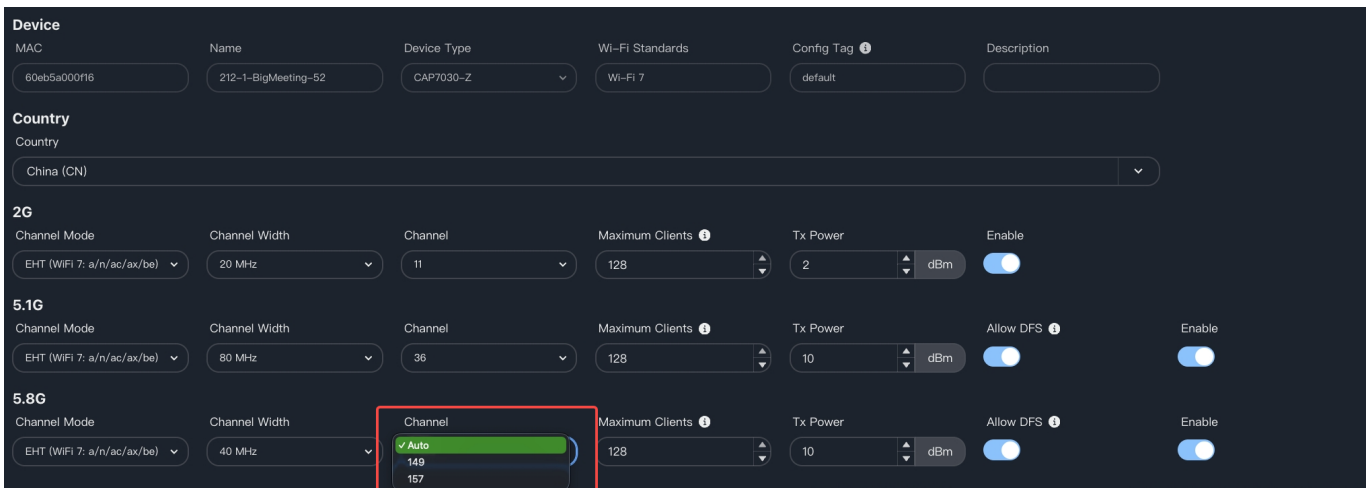 Device
MAC Name Device Type Wi-Fi Standards Config Tag Description
60eb5a000f16 212-1-BigMeeting-52 CAP7030-Z Wi-Fi 7 default
Country
Country
China (CN)
2G
Channel Mode Channel Width Channel Maximum Clients Tx Power Enable
EHT (WiFi 7: a/n/ac/ax/be) 20 MHz 11 128 2 dBm
5.1G
Channel Mode Channel Width Channel Maximum Clients Tx Power Allow DFS Enable
EHT (WiFi 7: a/n/ac/ax/be) 80 MHz 36 128 10 dBm
5.8G
Channel Mode Channel Width Channel Maximum Clients Tx Power Allow DFS Enable
EHT (WiFi 7: a/n/ac/ax/be) 40 MHz Auto 128 10 dBm
149
157